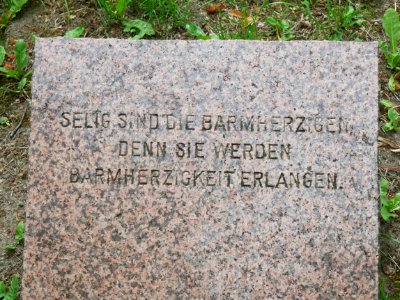 SELIG SIND DIE BARMHERZIGEN,
DENN SIE WERDEN
BARMHERZIGKEIT ERLANGEN.